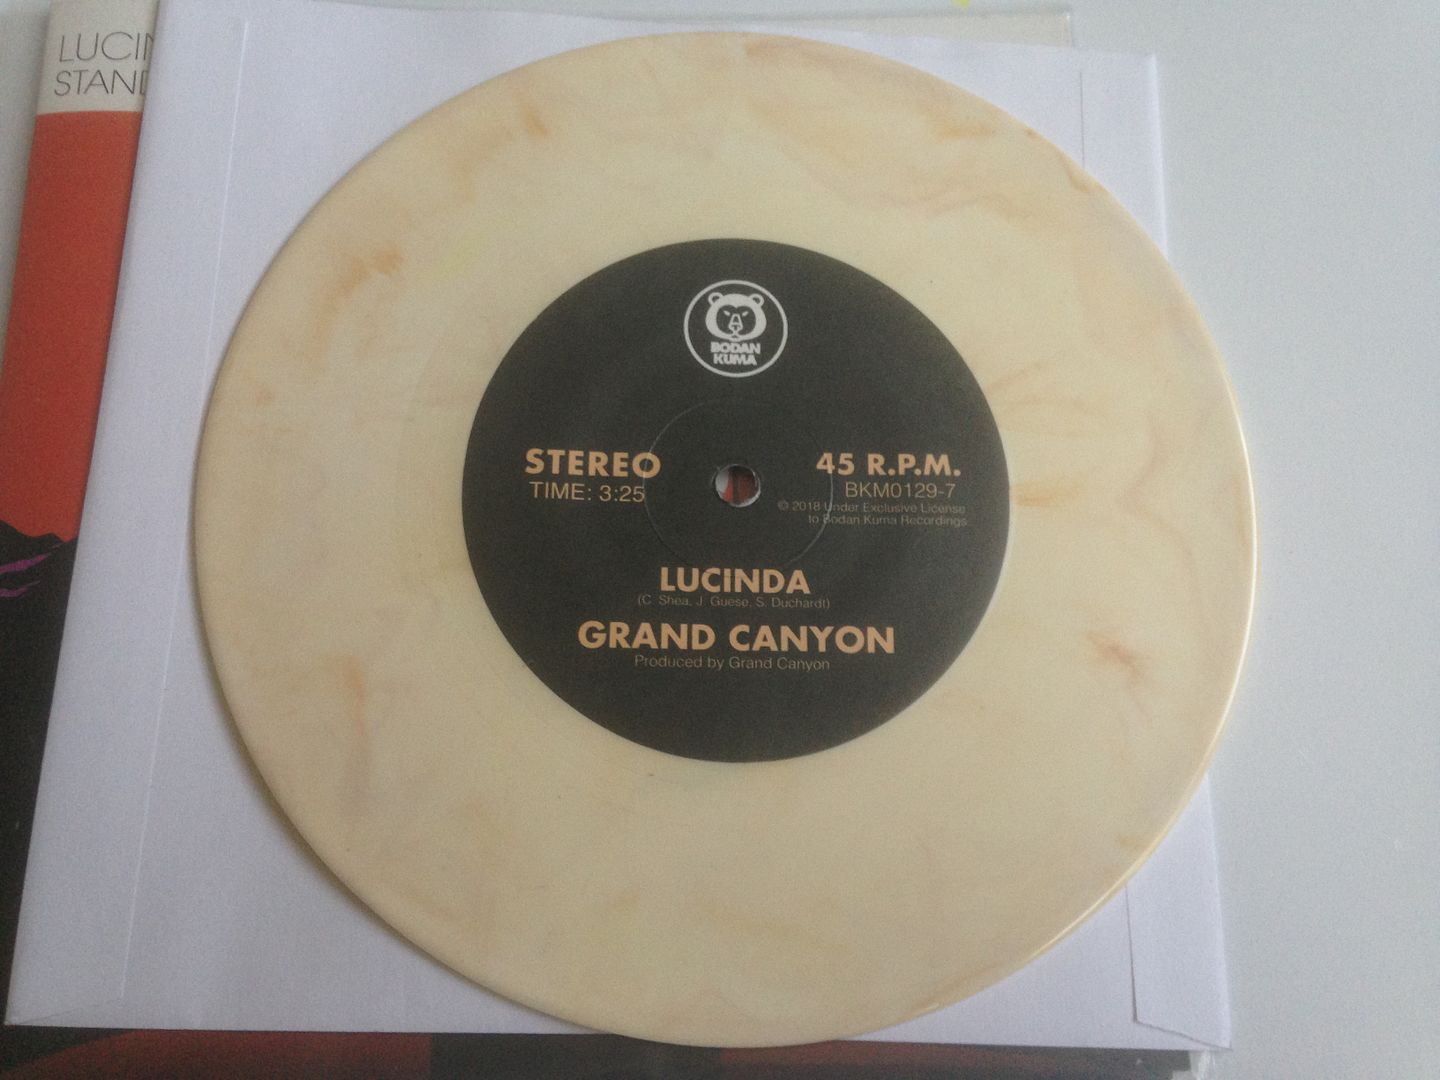 LUCIN
STAND
BODAN
KUMA
STEREO
TIME: 3:25
45 R.P.M.
BKM0129-7
© 2018 Under Exclusive License
to Bodan Kuma Recordings
LUCINDA
(C. Shea, J. Guese, S. Duchardt)
GRAND CANYON
Produced by Grand Canyon